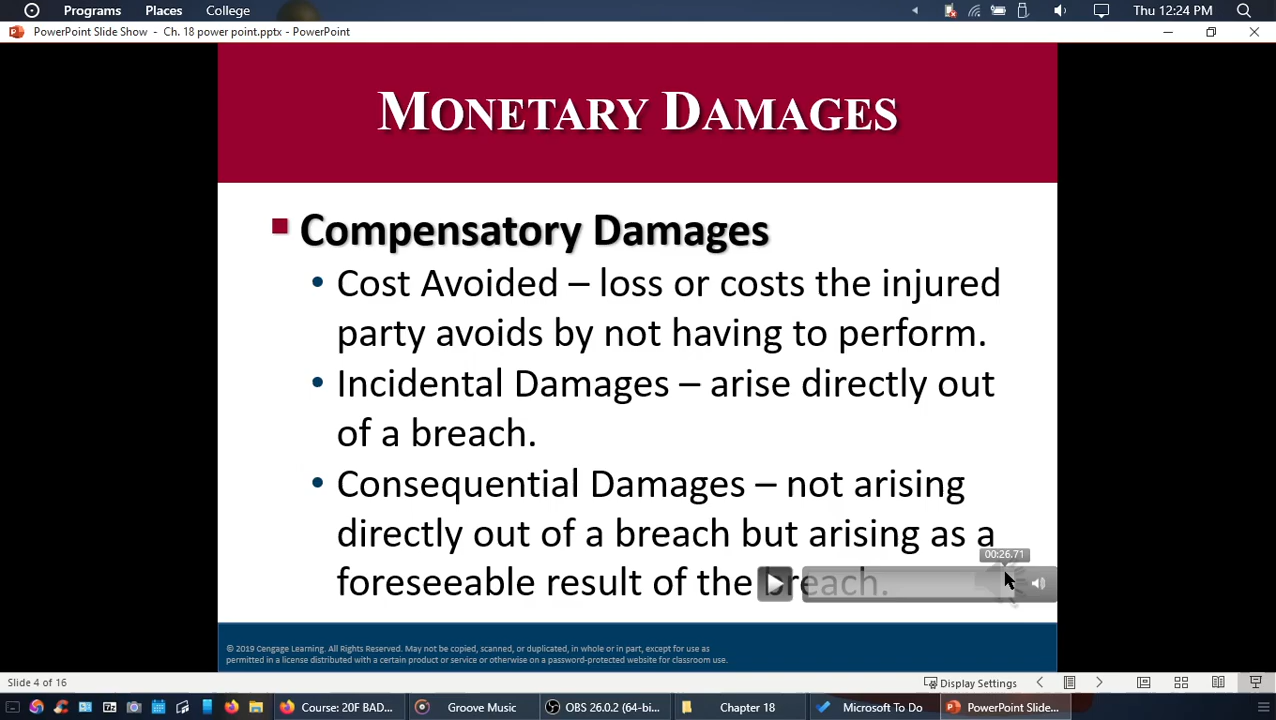 Programs Places College Thu 12:24 PM
PowerPoint Slide Show - Ch. 18 power point.pptx - PowerPoint
MONETARY DAMAGES
Compensatory Damages
• Cost Avoided – loss or costs the injured
party avoids by not having to perform.
• Incidental Damages – arise directly out
of a breach.
• Consequential Damages – not arising
directly out of a breach but arising as a
00:26.71
foreseeable result of the breach.
© 2019 Cengage Learning. All Rights Reserved. May not be copied, scanned, or duplicated, in whole or in part, except for use as
permitted in a license distributed with a certain product or service or otherwise on a password-protected website for classroom use.
Slide 4 of 16 Display Settings
Course: 20F BAD... Groove Music OBS 26.0.2 (64-bi... Chapter 18 Microsoft To Do PowerPoint Slide...